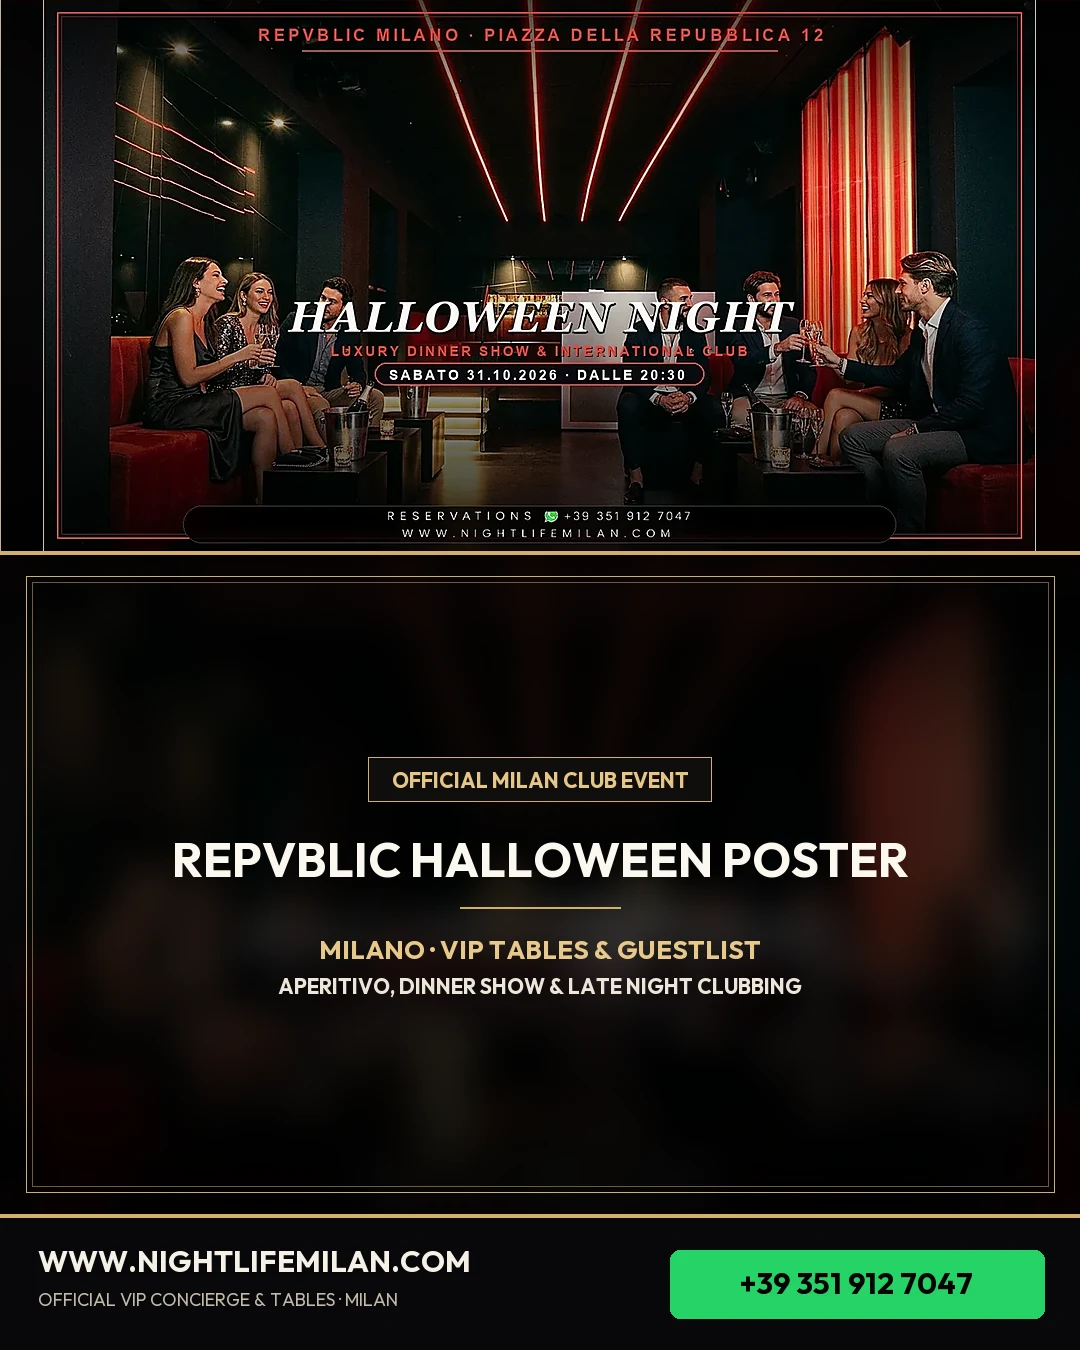 REPVBLIC MILANO · PIAZZA DELLA REPUBBLICA 12
HALLOWEEN NIGHT
LUXURY DINNER SHOW & INTERNATIONAL CLUB
SABATO 31.10.2026 · DALLE 20:30
RESERVATIONS +39 351 912 7047
WWW.NIGHTLIFEMILAN.COM
OFFICIAL MILAN CLUB EVENT
REPVBLIC HALLOWEEN POSTER
MILANO · VIP TABLES & GUESTLIST
APERITIVO, DINNER SHOW & LATE NIGHT CLUBBING
WWW.NIGHTLIFEMILAN.COM
OFFICIAL VIP CONCIERGE & TABLES · MILAN
+39 351 912 7047